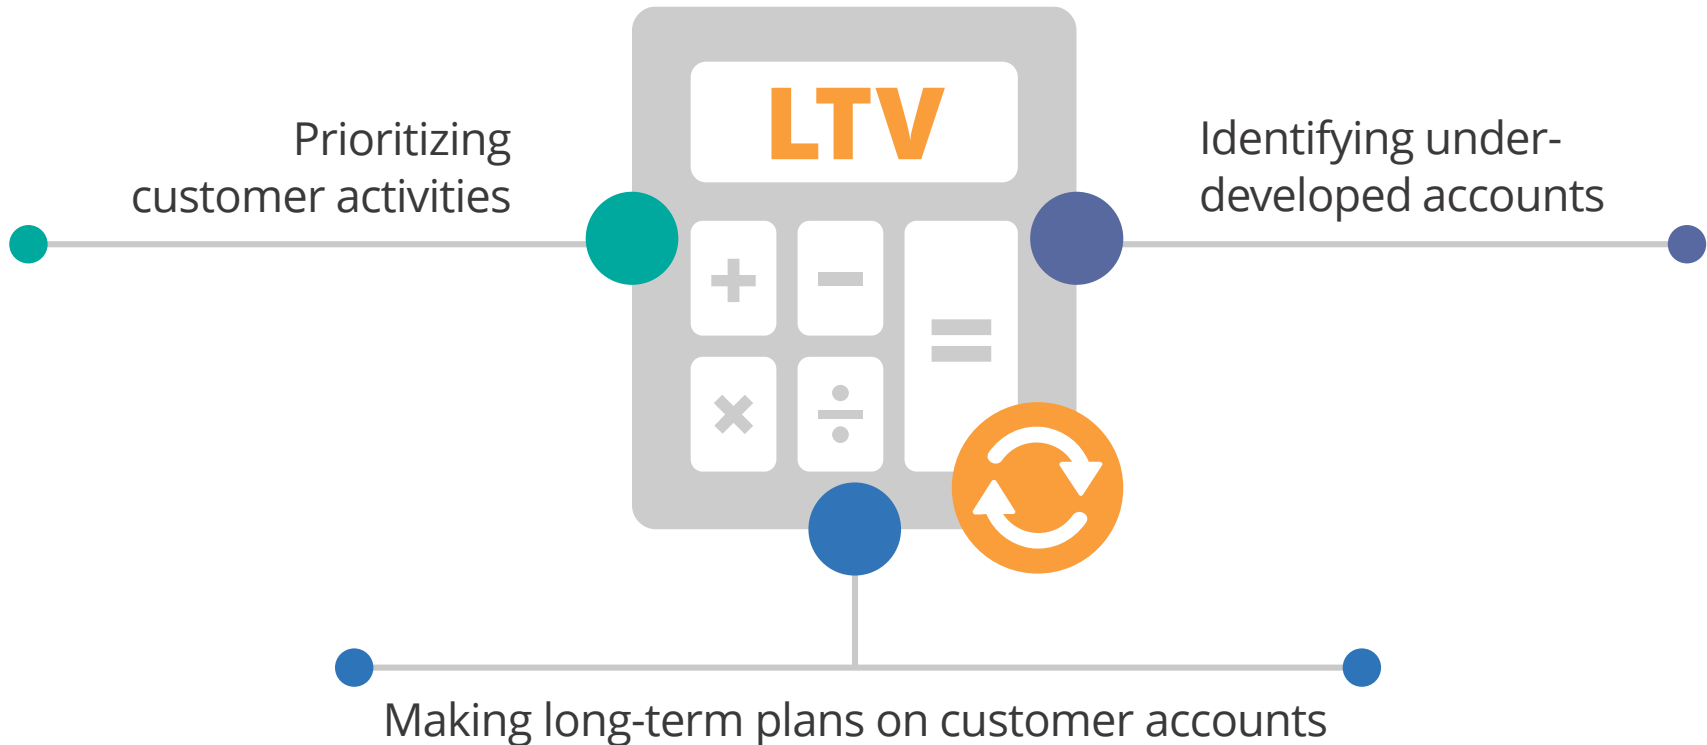 LTV
Prioritizing
customer activities
Identifying under-
developed accounts
+ −
=
× ÷
Making long-term plans on customer accounts